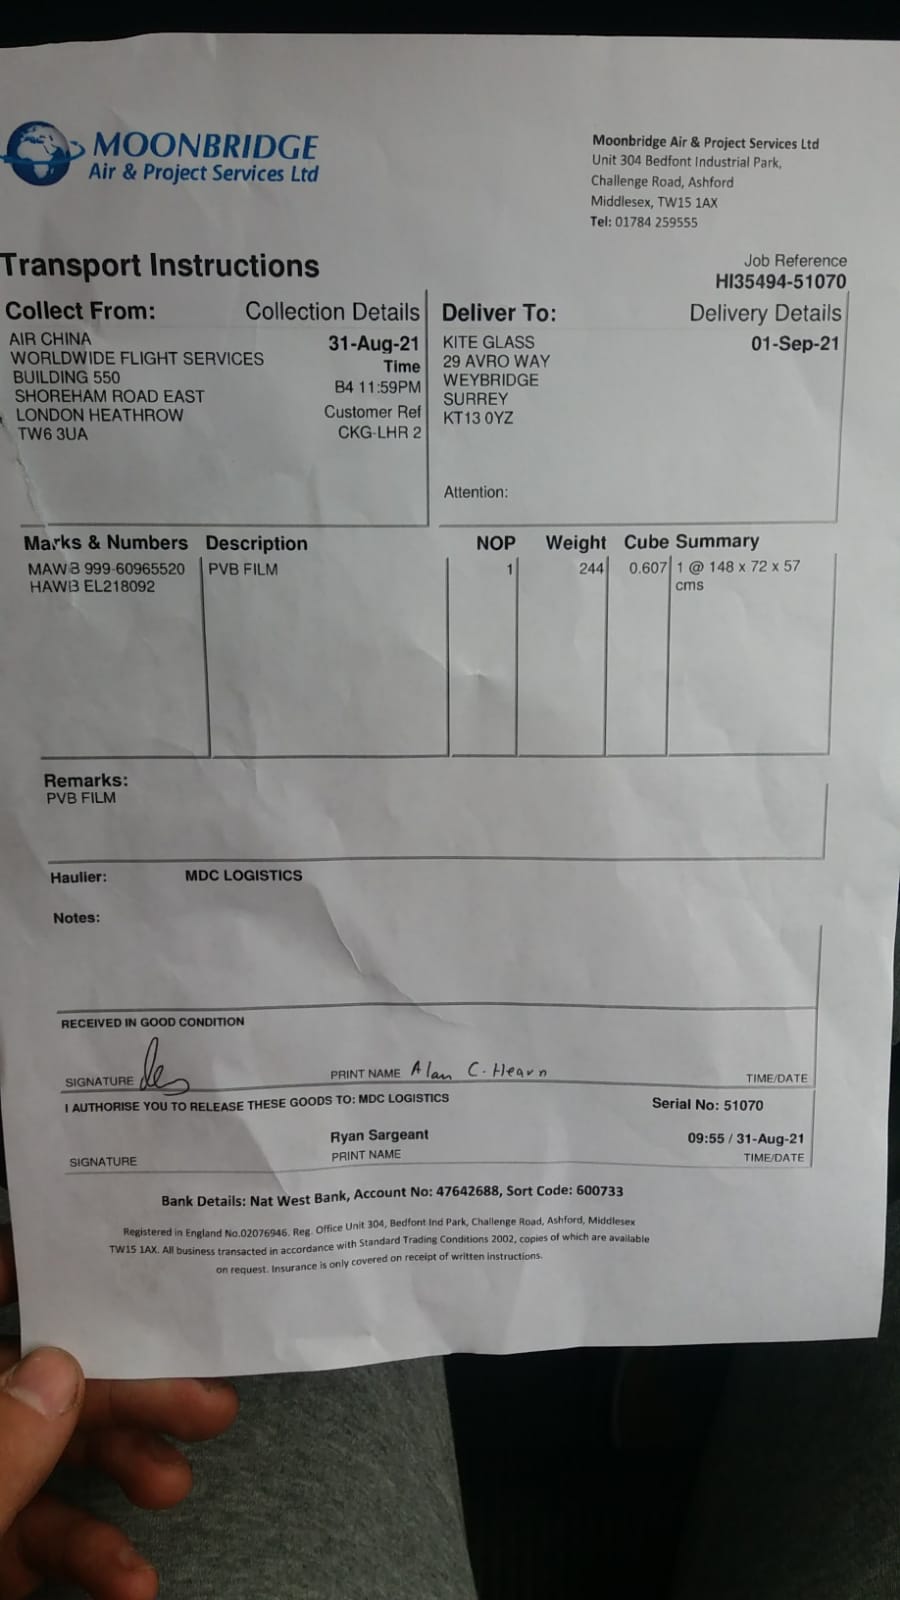 MOONBRIDGE
Air & Project Services Ltd
Moonbridge Air & Project Services Ltd
Unit 304 Bedfont Industrial Park,
Challenge Road, Ashford
Middlesex, TW15 1AX
Tel: 01784 259555
Transport Instructions
Job Reference
HI35494-51070
Collect From: Collection Details
AIR CHINA
WORLDWIDE FLIGHT SERVICES
BUILDING 550
SHOREHAM ROAD EAST
LONDON HEATHROW
TW6 3UA
31-Aug-21
Time
B4 11:59PM
Customer Ref
CKG-LHR 2
Deliver To: Delivery Details
KITE GLASS
29 AVRO WAY
WEYBRIDGE
SURREY
KT13 0YZ
01-Sep-21
Attention:
Marks & Numbers Description NOP Weight Cube Summary
MAWB 999-60965520 PVB FILM 1 244 0.607 1 @ 148 x 72 x 57
HAWB EL218092 cms
Remarks:
PVB FILM
Haulier: MDC LOGISTICS
Notes:
RECEIVED IN GOOD CONDITION
SIGNATURE PRINT NAME Alan C. Hearn TIME/DATE
I AUTHORISE YOU TO RELEASE THESE GOODS TO: MDC LOGISTICS Serial No: 51070
Ryan Sargeant 09:55 / 31-Aug-21
SIGNATURE PRINT NAME TIME/DATE
Bank Details: Nat West Bank, Account No: 47642688, Sort Code: 600733
Registered in England No.02076946. Reg. Office Unit 304, Bedfont Ind Park, Challenge Road, Ashford, Middlesex
TW15 1AX. All business transacted in accordance with Standard Trading Conditions 2002, copies of which are available
on request. Insurance is only covered on receipt of written instructions.